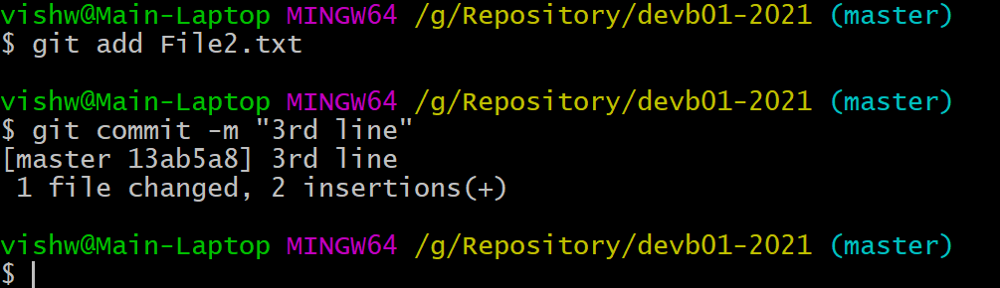 vishw@Main-Laptop MINGW64 /g/Repository/devb01-2021 (master)
$ git add File2.txt
vishw@Main-Laptop MINGW64 /g/Repository/devb01-2021 (master)
$ git commit -m "3rd line"
[master 13ab5a8] 3rd line
 1 file changed, 2 insertions(+)
vishw@Main-Laptop MINGW64 /g/Repository/devb01-2021 (master)
$